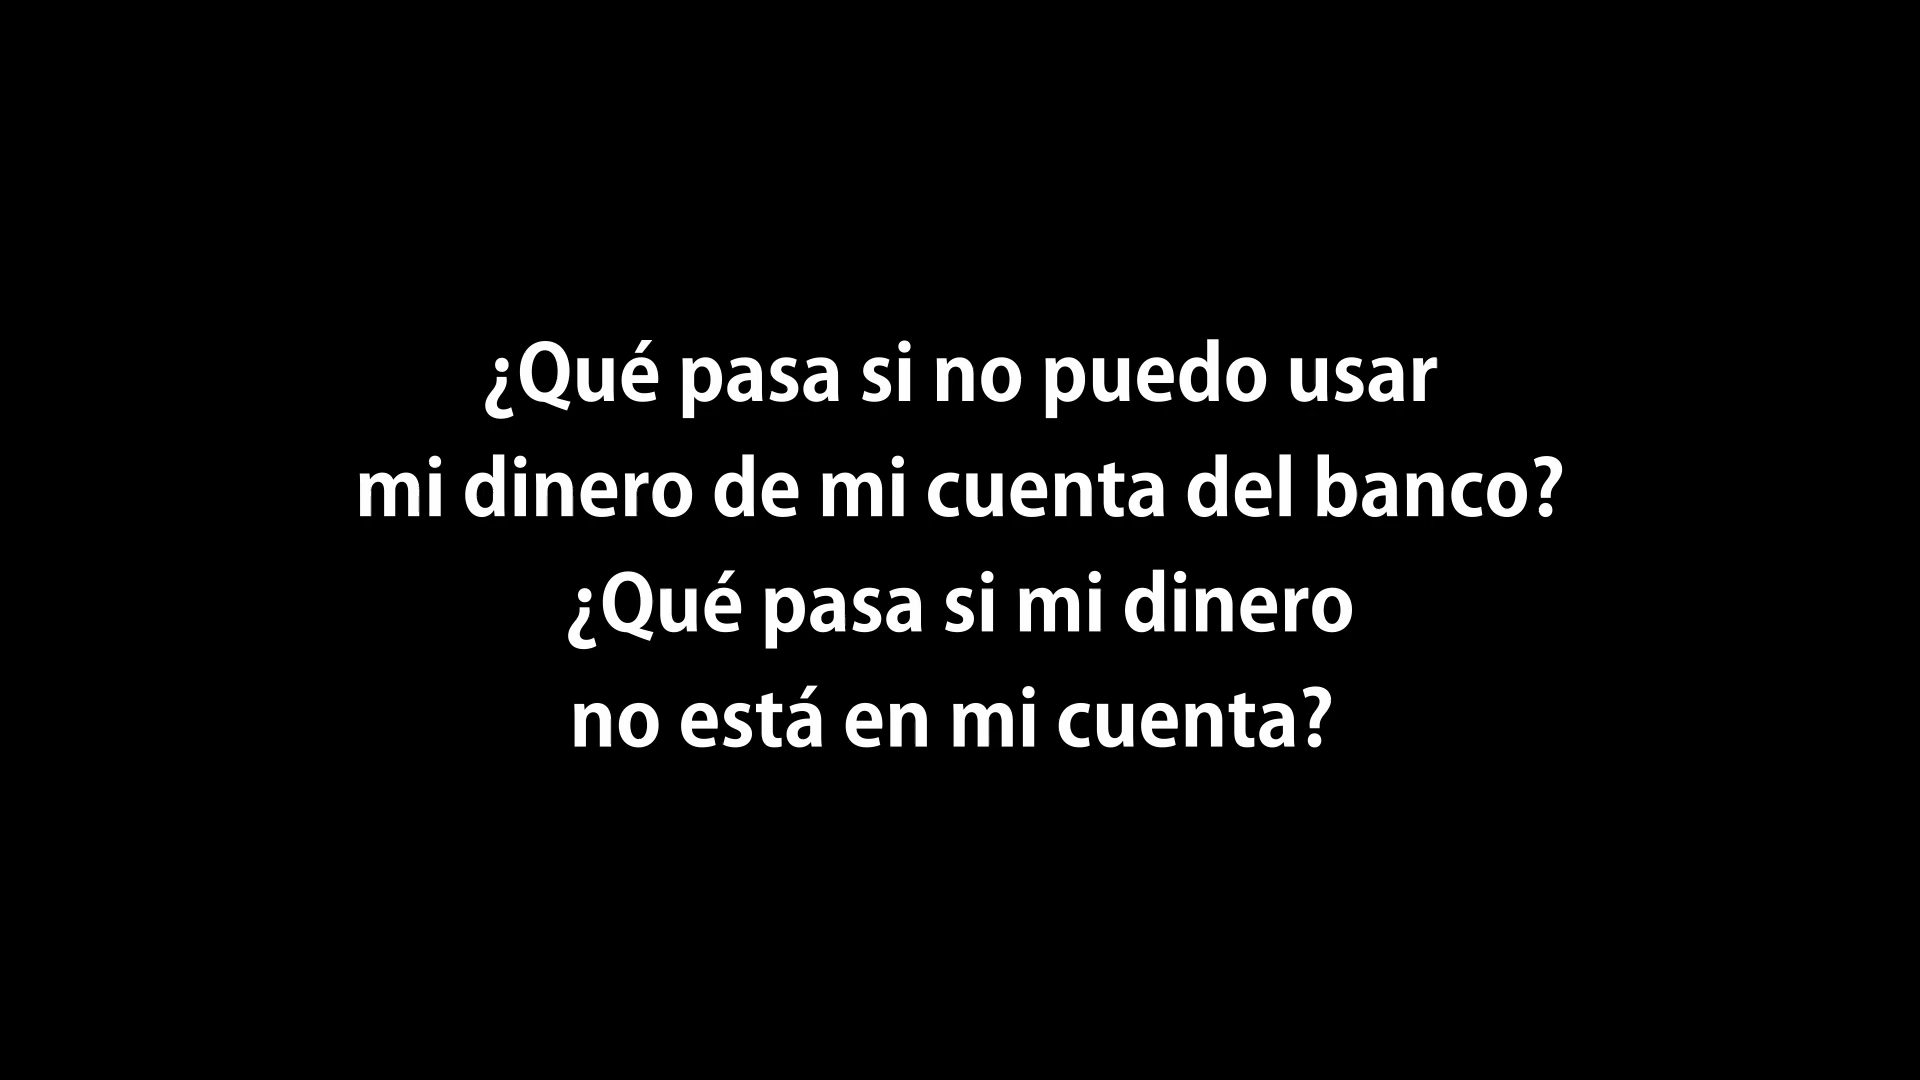 ¿Qué pasa si no puedo usar
mi dinero de mi cuenta del banco?
¿Qué pasa si mi dinero
no está en mi cuenta?